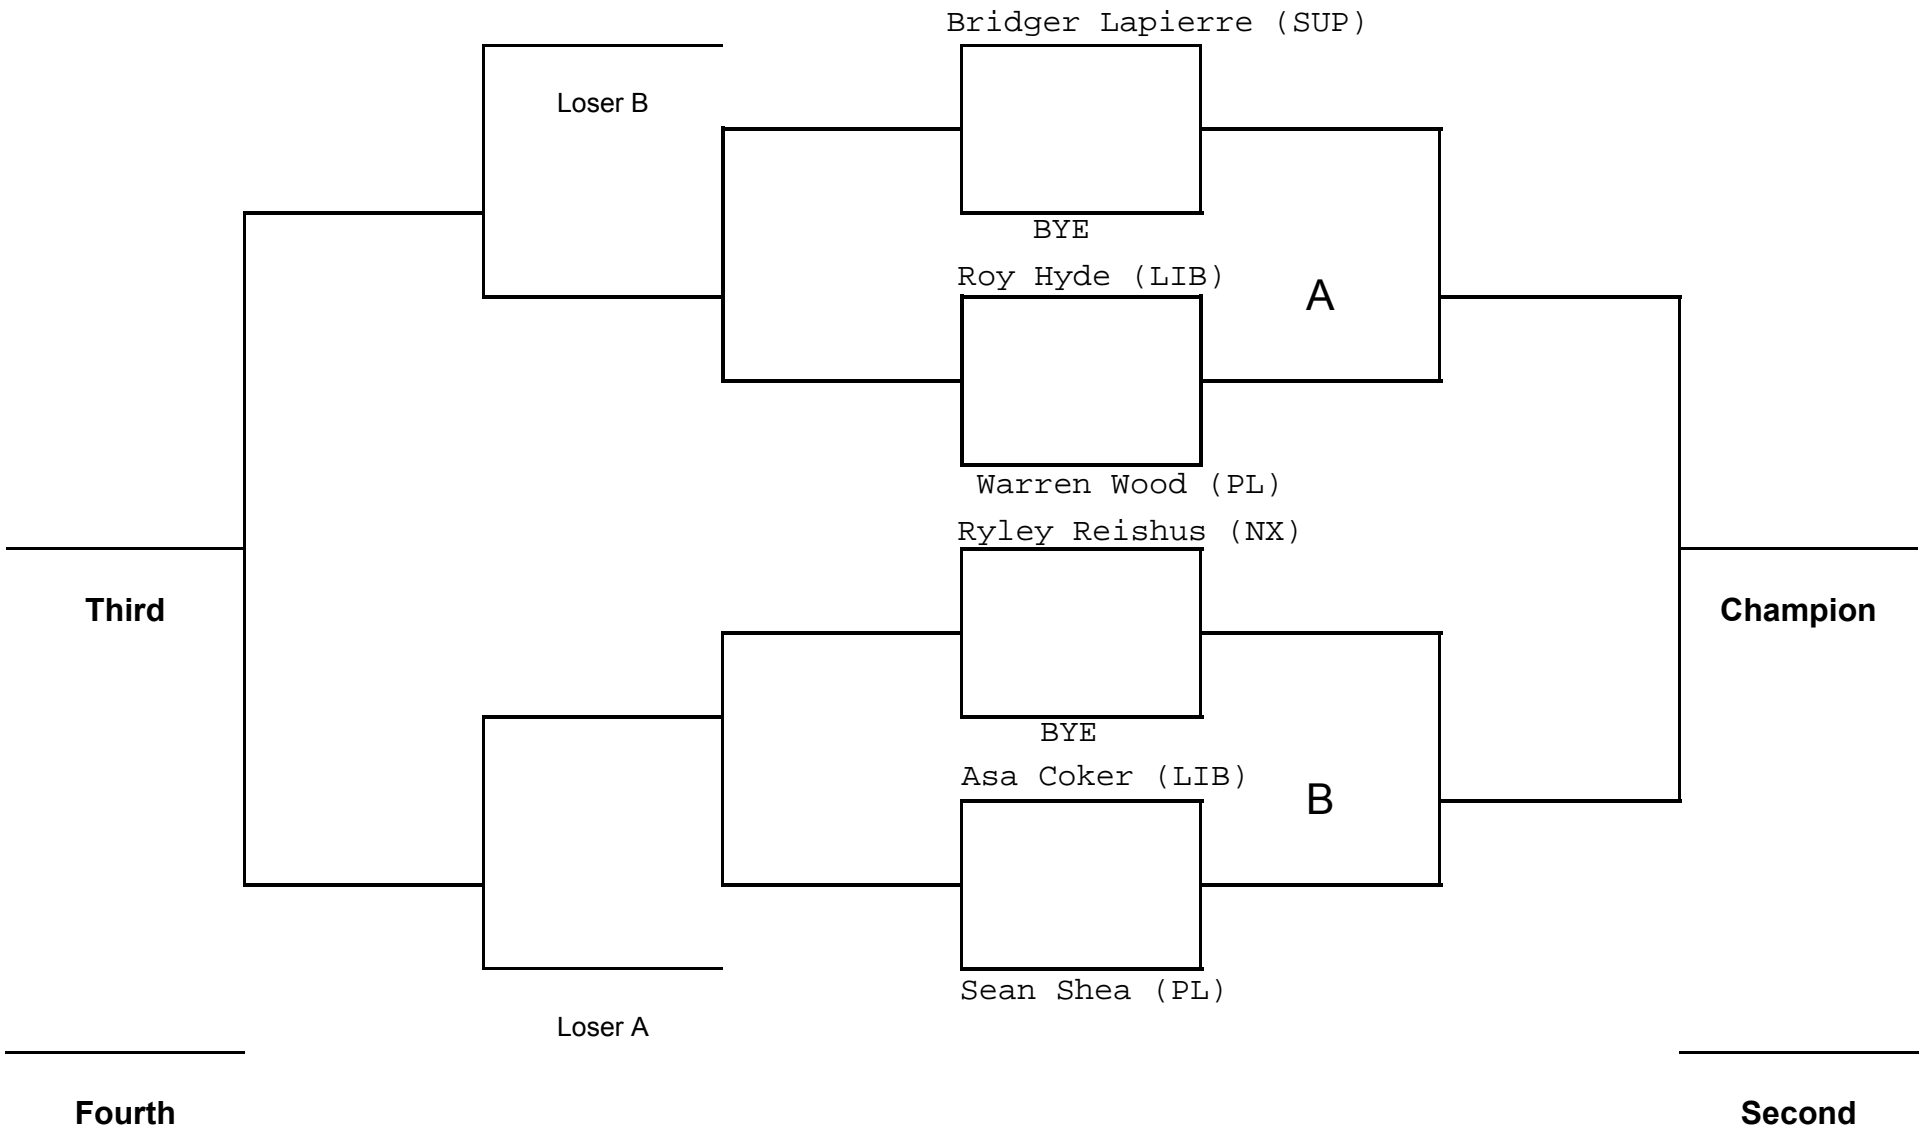 Bridger Lapierre (SUP)
Loser B
BYE
Roy Hyde (LIB)
A
Warren Wood (PL)
Ryley Reishus (NX)
Third
Champion
BYE
Asa Coker (LIB)
B
Sean Shea (PL)
Loser A
Fourth
Second